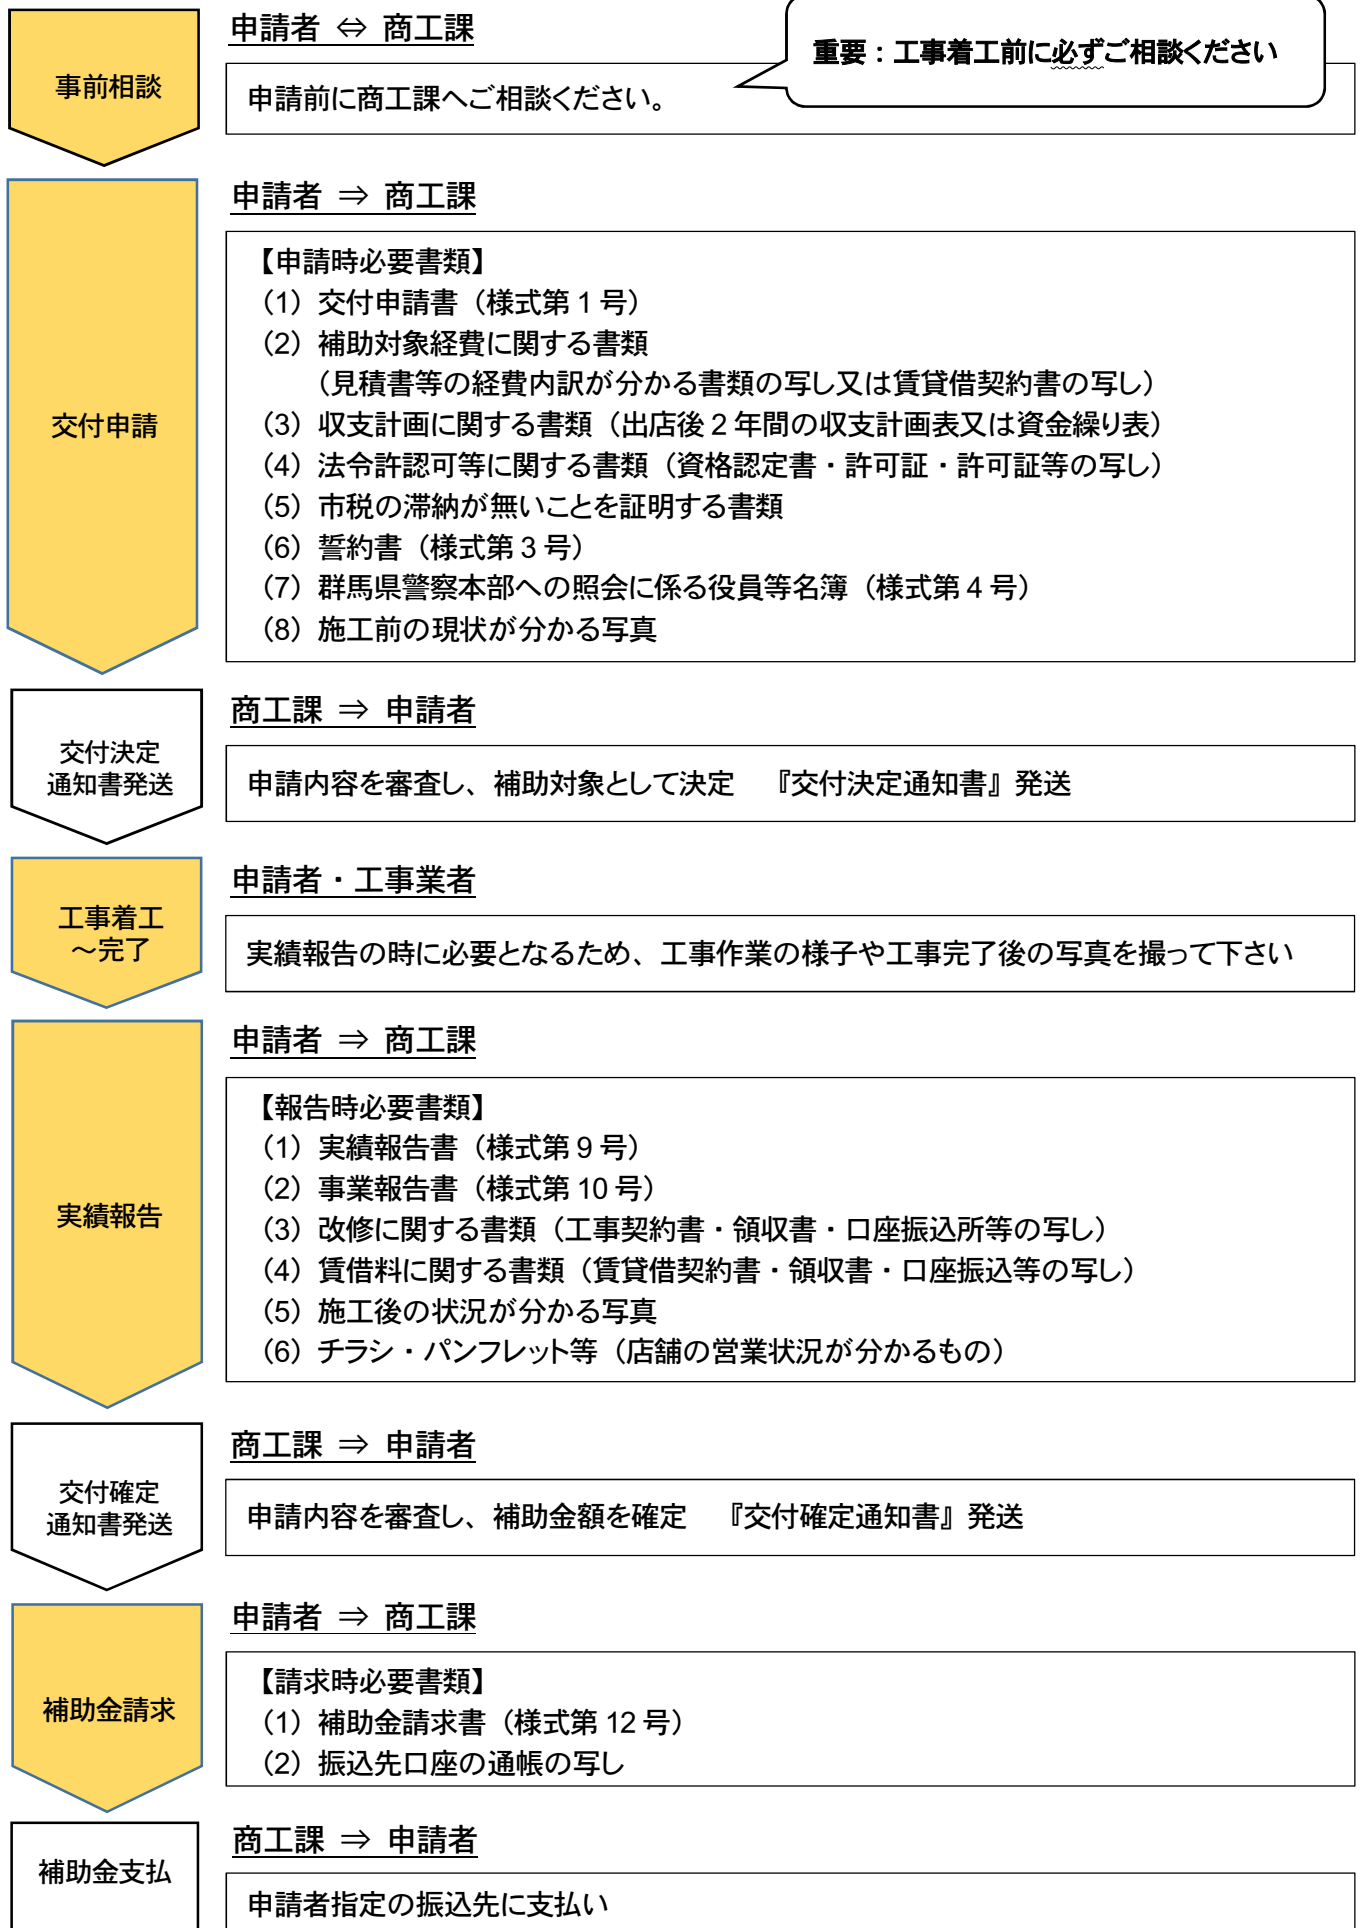 事前相談
申請者 ⇔ 商工課
重要：工事着工前に必ずご相談ください
申請前に商工課へご相談ください。
交付申請
申請者 ⇒ 商工課
【申請時必要書類】
（1）交付申請書（様式第1号）
（2）補助対象経費に関する書類
（見積書等の経費内訳が分かる書類の写し又は賃貸借契約書の写し）
（3）収支計画に関する書類（出店後2年間の収支計画表又は資金繰り表）
（4）法令許認可等に関する書類（資格認定書・許可証・許可証等の写し）
（5）市税の滞納が無いことを証明する書類
（6）誓約書（様式第3号）
（7）群馬県警察本部への照会に係る役員等名簿（様式第4号）
（8）施工前の現状が分かる写真
交付決定
通知書発送
商工課 ⇒ 申請者
申請内容を審査し、補助対象として決定　『交付決定通知書』発送
工事着工
～完了
申請者・工事業者
実績報告の時に必要となるため、工事作業の様子や工事完了後の写真を撮って下さい
実績報告
申請者 ⇒ 商工課
【報告時必要書類】
（1）実績報告書（様式第9号）
（2）事業報告書（様式第10号）
（3）改修に関する書類（工事契約書・領収書・口座振込所等の写し）
（4）賃借料に関する書類（賃貸借契約書・領収書・口座振込等の写し）
（5）施工後の状況が分かる写真
（6）チラシ・パンフレット等（店舗の営業状況が分かるもの）
交付確定
通知書発送
商工課 ⇒ 申請者
申請内容を審査し、補助金額を確定　『交付確定通知書』発送
補助金請求
申請者 ⇒ 商工課
【請求時必要書類】
（1）補助金請求書（様式第12号）
（2）振込先口座の通帳の写し
補助金支払
商工課 ⇒ 申請者
申請者指定の振込先に支払い